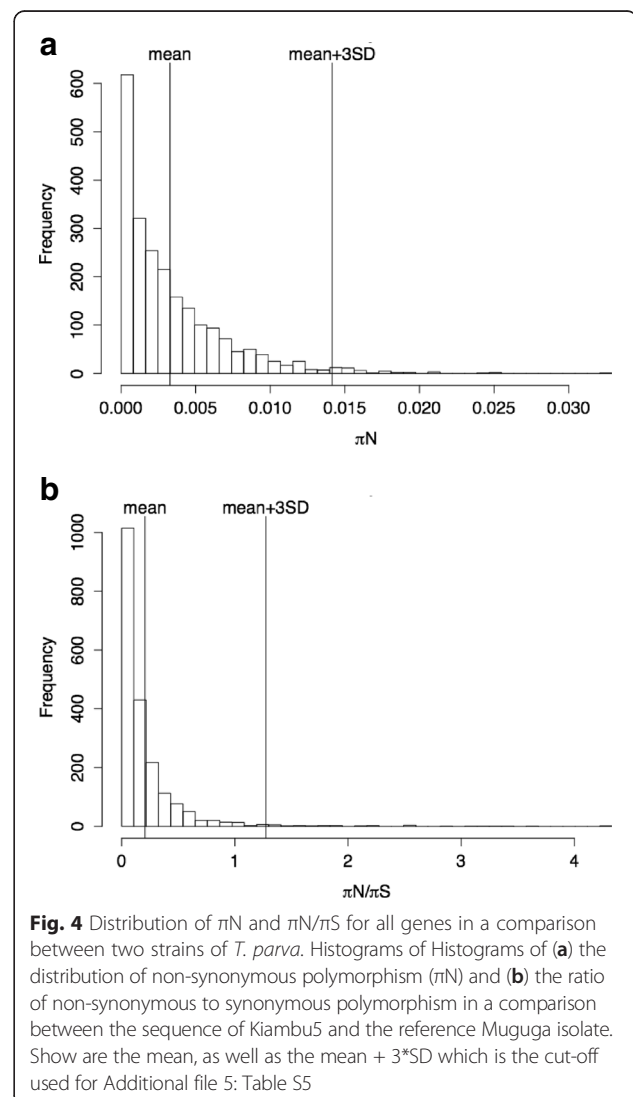 a
mean mean+3SD
600
500
400
300
200
100
0
Frequency
0.000 0.005 0.010 0.015 0.020 0.025 0.030
πN
b
mean mean+3SD
1000
800
600
400
200
0
Frequency
0 1 2 3 4
πN/πS
Fig. 4 Distribution of πN and πN/πS for all genes in a comparison
between two strains of T. parva. Histograms of Histograms of (a) the
distribution of non-synonymous polymorphism (πN) and (b) the ratio
of non-synonymous to synonymous polymorphism in a comparison
between the sequence of Kiambu5 and the reference Muguga isolate.
Show are the mean, as well as the mean + 3*SD which is the cut-off
used for Additional file 5: Table S5